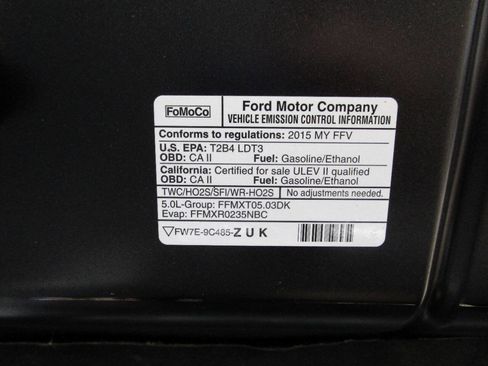 FoMoCo
Ford Motor Company
VEHICLE EMISSION CONTROL INFORMATION
Conforms to regulations: 2015 MY FFV
U.S. EPA: T2B4 LDT3
OBD: CA II Fuel: Gasoline/Ethanol
California: Certified for sale ULEV II qualified
OBD: CA II Fuel: Gasoline/Ethanol
TWC/HO2S/SFI/WR-HO2S No adjustments needed.
5.0L-Group: FFMXT05.03DK
Evap: FFMXR0235NBC
FW7E-9C485-Z U K